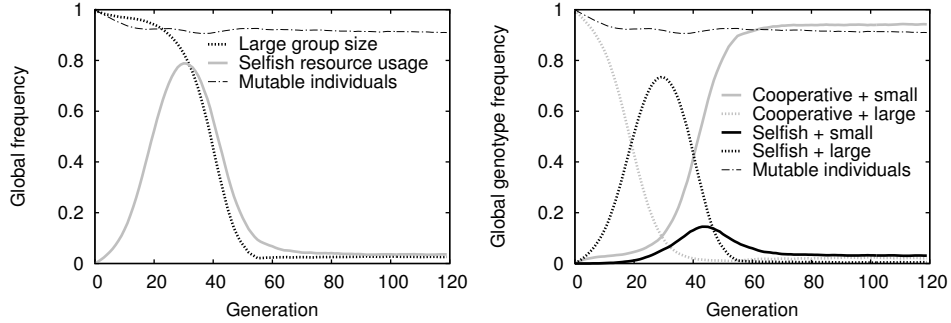 1
0.8
0.6
0.4
0.2
0
0 20 40 60 80 100 120
Global frequency
Generation
Large group size
Selfish resource usage
Mutable individuals
1
0.8
0.6
0.4
0.2
0
0 20 40 60 80 100 120
Global genotype frequency
Generation
Cooperative + small
Cooperative + large
Selfish + small
Selfish + large
Mutable individuals